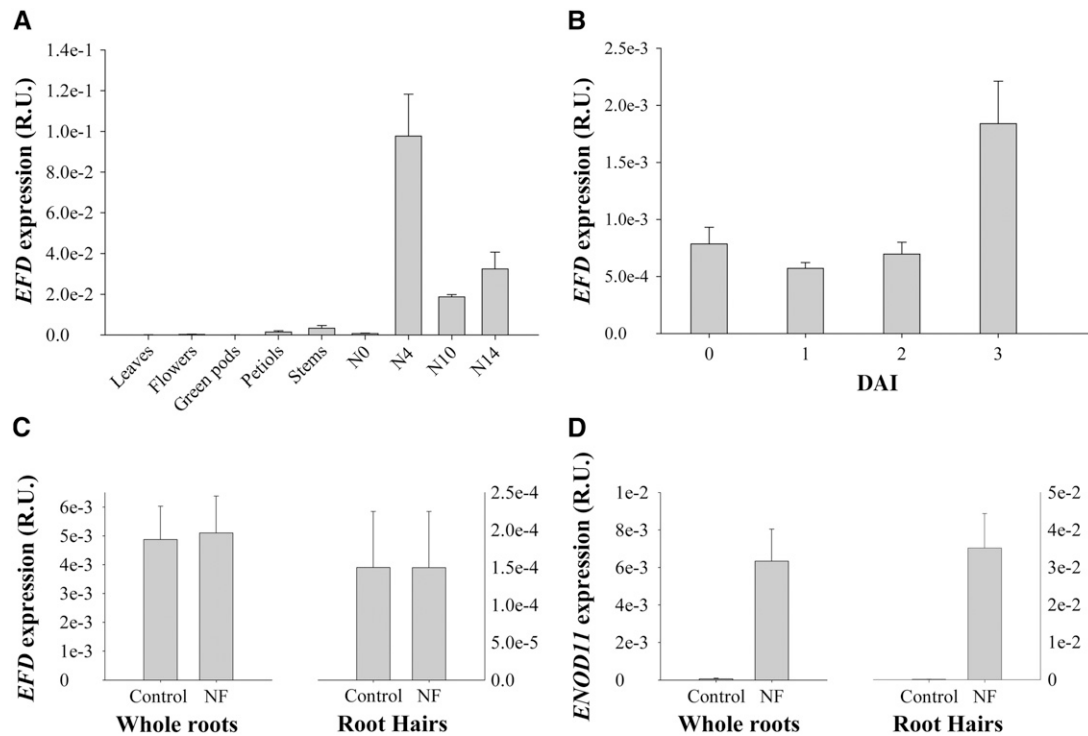 A
EFD expression (R.U.)
1.4e-1
1.2e-1
1.0e-1
8.0e-2
6.0e-2
4.0e-2
2.0e-2
0.0
Leaves
Flowers
Green pods
Petiols
Stems
N0
N4
N10
N14
B
EFD expression (R.U.)
2.5e-3
2.0e-3
1.5e-3
1.0e-3
5.0e-4
0.0
0 1 2 3
DAI
C
EFD expression (R.U.)
6e-3
5e-3
4e-3
3e-3
2e-3
1e-3
0
Control NF
Whole roots
2.5e-4
2.0e-4
1.5e-4
1.0e-4
5.0e-5
0.0
Control NF
Root Hairs
D
ENOD11 expression (R.U.)
1e-2
8e-3
6e-3
4e-3
2e-3
0
Control NF
Whole roots
5e-2
4e-2
3e-2
2e-2
1e-2
0
Control NF
Root Hairs